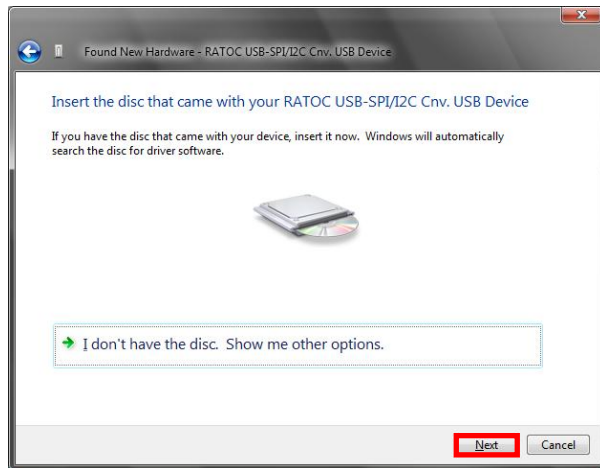 Found New Hardware - RATOC USB-SPI/I2C Cnv. USB Device
Insert the disc that came with your RATOC USB-SPI/I2C Cnv. USB Device
If you have the disc that came with your device, insert it now.  Windows will automatically
search the disc for driver software.
I don't have the disc.  Show me other options.
Next
Cancel